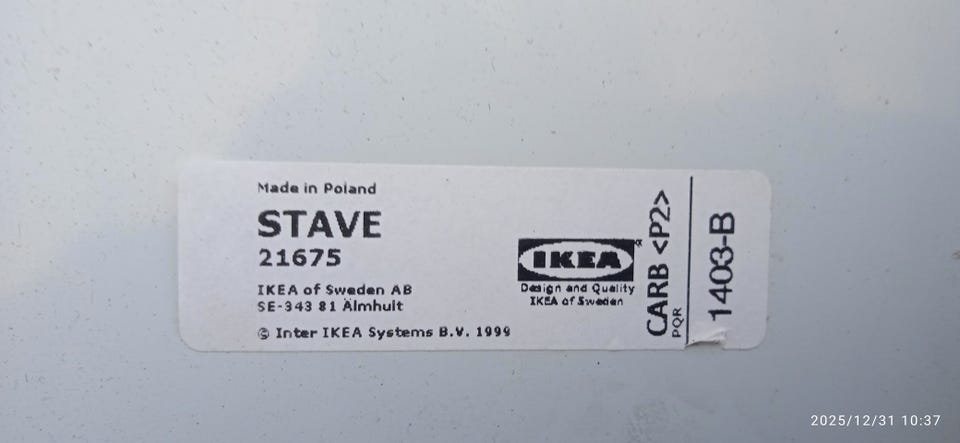 Made in Poland
STAVE
21675
IKEA of Sweden AB
SE-343 81 Älmhult
© Inter IKEA Systems B.V. 1999
IKEA®
Design and Quality
IKEA of Sweden
CARB <P2>
PQR
1403-B
2025/12/31 10:37